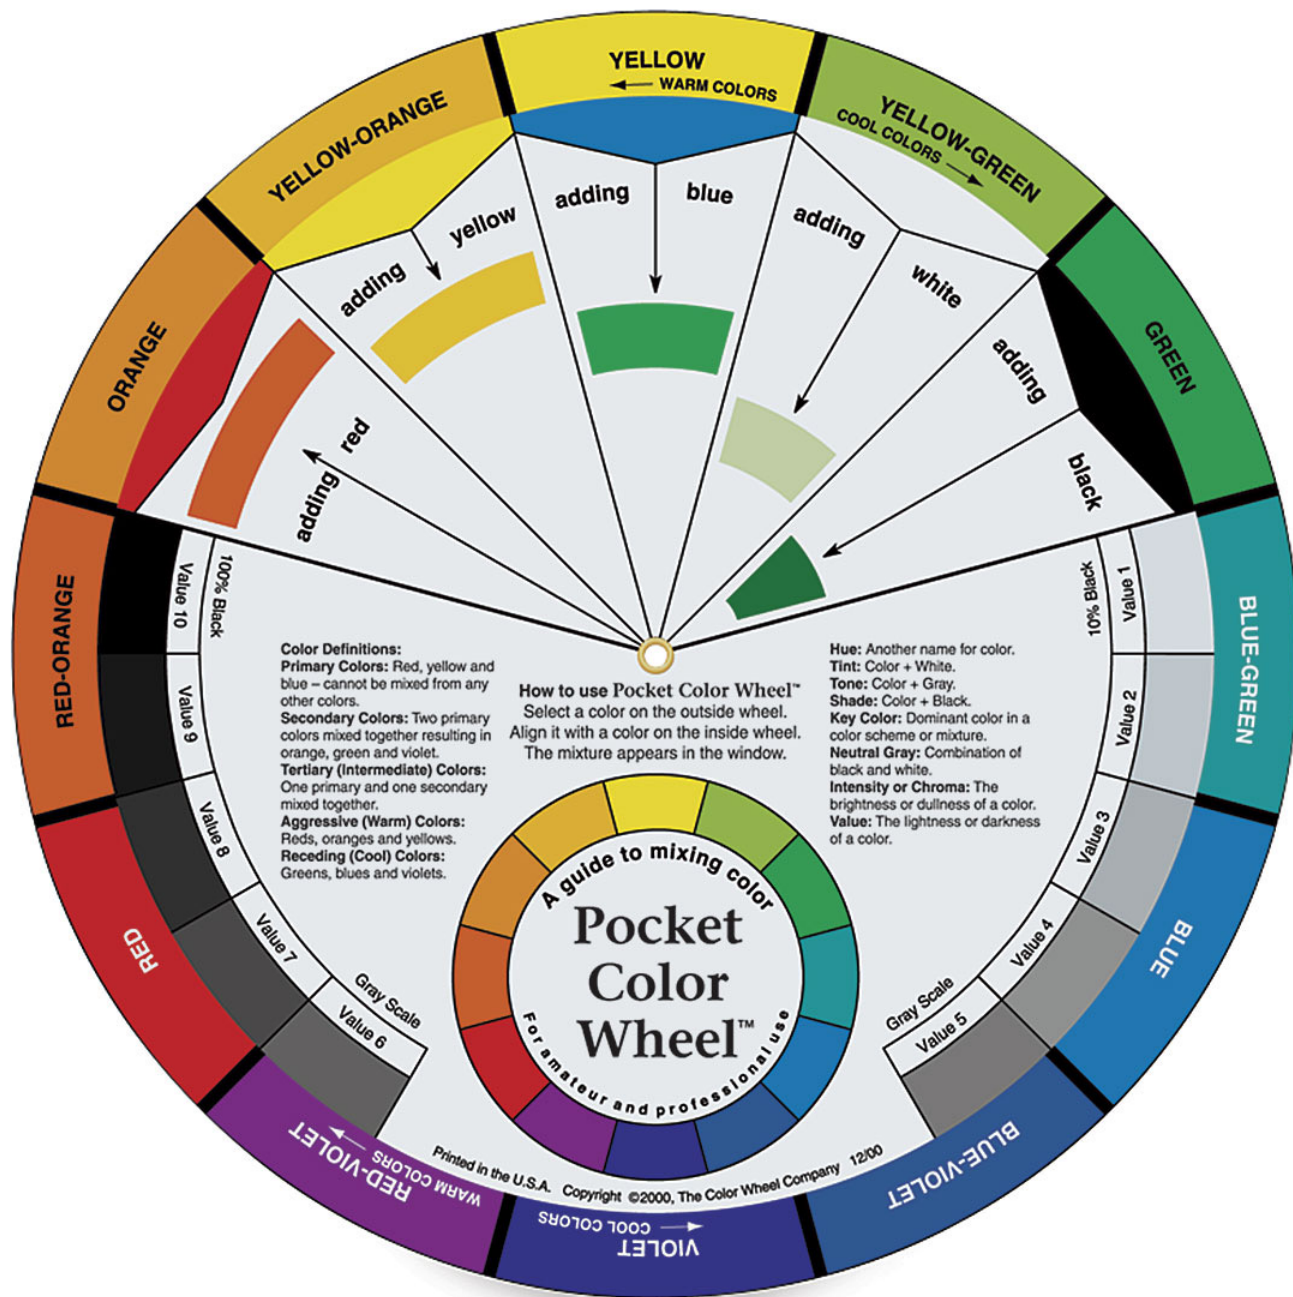 YELLOW
← WARM COLORS
YELLOW-GREEN
COOL COLORS →
GREEN
BLUE-GREEN
BLUE
BLUE-VIOLET
VIOLET
COOL COLORS →
RED-VIOLET
WARM COLORS ←
RED
RED-ORANGE
ORANGE
YELLOW-ORANGE
adding red
adding yellow
adding blue
adding white
adding black
100% Black
Value 10
Value 9
Value 8
Value 7
Value 6
Gray Scale
10% Black
Value 1
Value 2
Value 3
Value 4
Value 5
Gray Scale
Color Definitions:
Primary Colors: Red, yellow and
blue – cannot be mixed from any
other colors.
Secondary Colors: Two primary
colors mixed together resulting in
orange, green and violet.
Tertiary (Intermediate) Colors:
One primary and one secondary
mixed together.
Aggressive (Warm) Colors:
Reds, oranges and yellows.
Receding (Cool) Colors:
Greens, blues and violets.
How to use Pocket Color Wheel™
Select a color on the outside wheel.
Align it with a color on the inside wheel.
The mixture appears in the window.
Hue: Another name for color.
Tint: Color + White.
Tone: Color + Gray.
Shade: Color + Black.
Key Color: Dominant color in a
color scheme or mixture.
Neutral Gray: Combination of
black and white.
Intensity or Chroma: The
brightness or dullness of a color.
Value: The lightness or darkness
of a color.
A guide to mixing color
Pocket
Color
Wheel™
For amateur and professional use
Printed in the U.S.A. Copyright ©2000, The Color Wheel Company 12/00